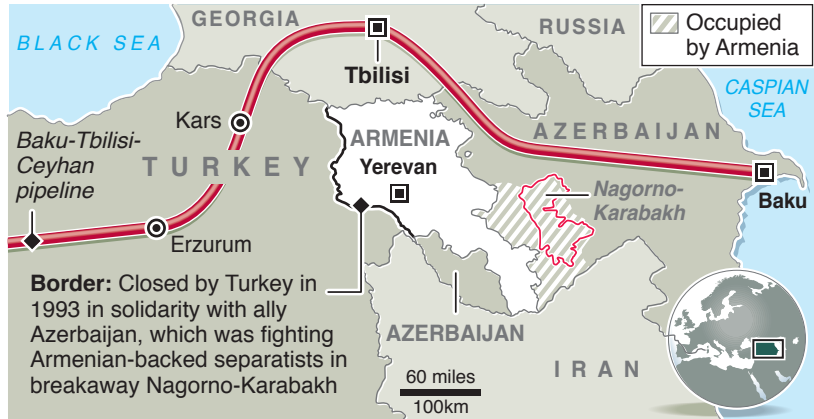 GEORGIA
RUSSIA
Occupied
by Armenia
BLACK SEA
Tbilisi
CASPIAN
SEA
Kars
ARMENIA
AZERBAIJAN
Baku-Tbilisi-
Ceyhan
pipeline
TURKEY
Yerevan
Nagorno-
Karabakh
Baku
Erzurum
Border: Closed by Turkey in
1993 in solidarity with ally
Azerbaijan, which was fighting
Armenian-backed separatists in
breakaway Nagorno-Karabakh
AZERBAIJAN
IRAN
60 miles
100km